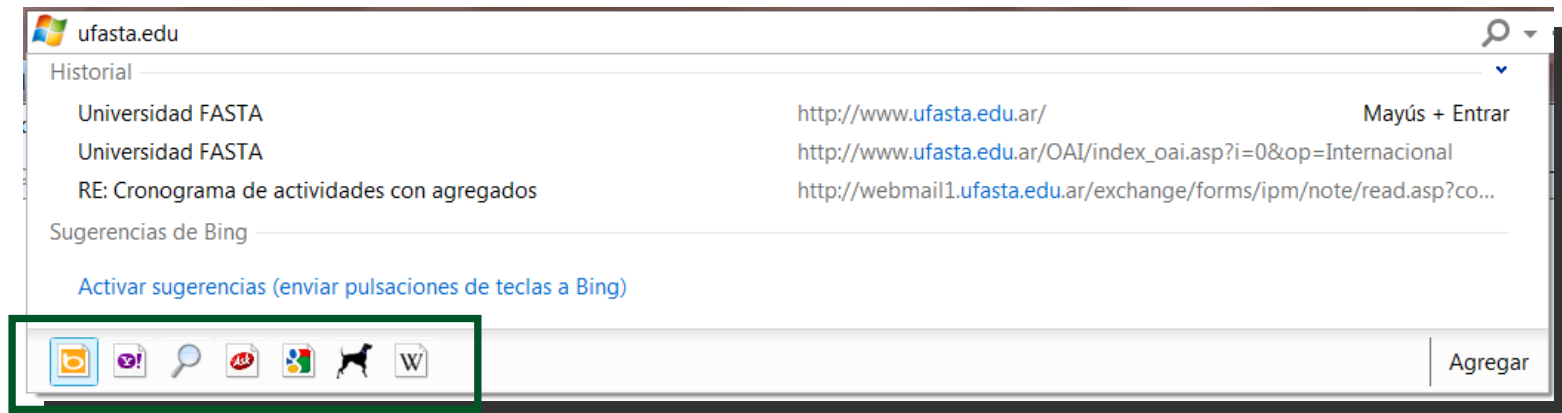 ufasta.edu
Historial
Universidad FASTA http://www.ufasta.edu.ar/ Mayús + Entrar
Universidad FASTA http://www.ufasta.edu.ar/OAI/index_oai.asp?i=0&op=Internacional
RE: Cronograma de actividades con agregados http://webmail1.ufasta.edu.ar/exchange/forms/ipm/note/read.asp?co...
Sugerencias de Bing
Activar sugerencias (enviar pulsaciones de teclas a Bing)
b Y! Ask g W Agregar